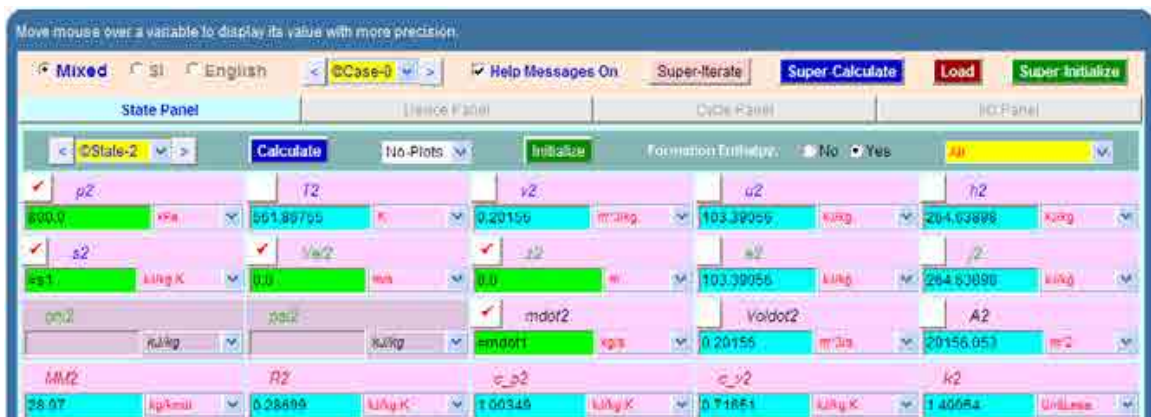 Move mouse over a variable to display its value with more precision.
Mixed SI English < ©Case-0 > Help Messages On Super-Iterate Super-Calculate Load Super-Initialize
State Panel Device Panel Cycle Panel I/O Panel
< ©State-2 > Calculate No-Plots Initialize Formation Enthalpy: No Yes Air
p2 T2 v2 u2 h2
800.0 kPa K 0.20156 m^3/kg 103.39056 kJ/kg 264.63898 kJ/kg
s2 Vel2 z2 e2 j2
=s1 kJ/kg.K 0.0 m/s 0.0 m 103.39056 kJ/kg 264.63898 kJ/kg
phi2 psi2 mdot2 Voldot2 A2
kJ/kg kJ/kg =mdot1 kg/s 0.20156 m^3/s 20156.053 m^2
MM2 R2 c_p2 c_v2 k2
28.97 kg/kmol 0.28699 kJ/kg.K 1.00349 kJ/kg.K 0.71651 kJ/kg.K 1.40054 UnitLess